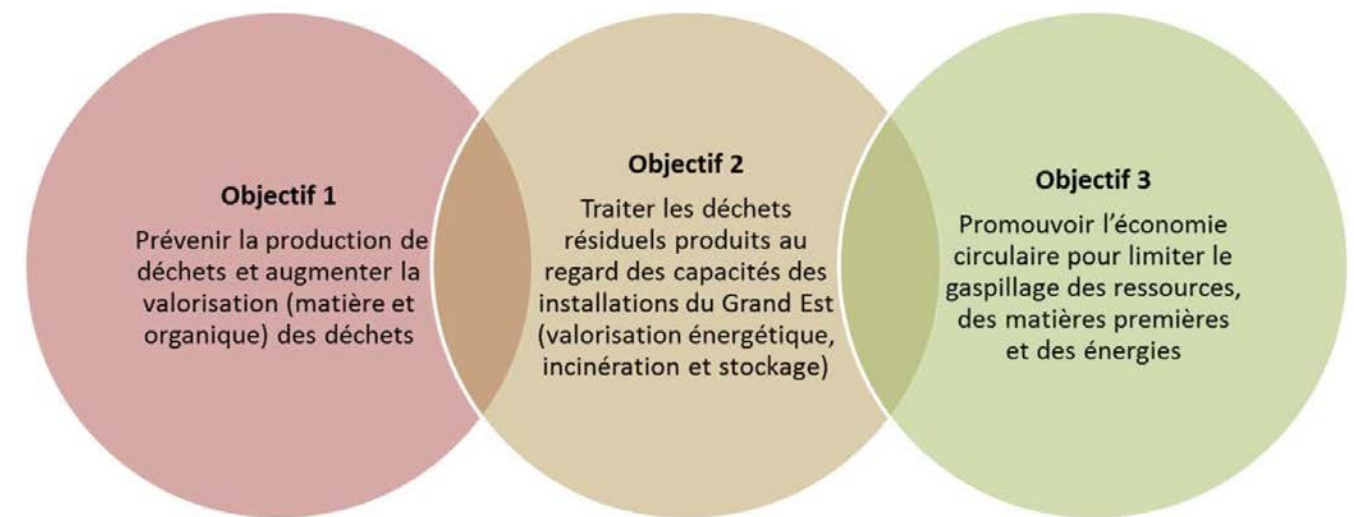 Objectif 1
Prévenir la production de
déchets et augmenter la
valorisation (matière et
organique) des déchets
Objectif 2
Traiter les déchets
résiduels produits au
regard des capacités des
installations du Grand Est
(valorisation énergétique,
incinération et stockage)
Objectif 3
Promouvoir l’économie
circulaire pour limiter le
gaspillage des ressources,
des matières premières
et des énergies